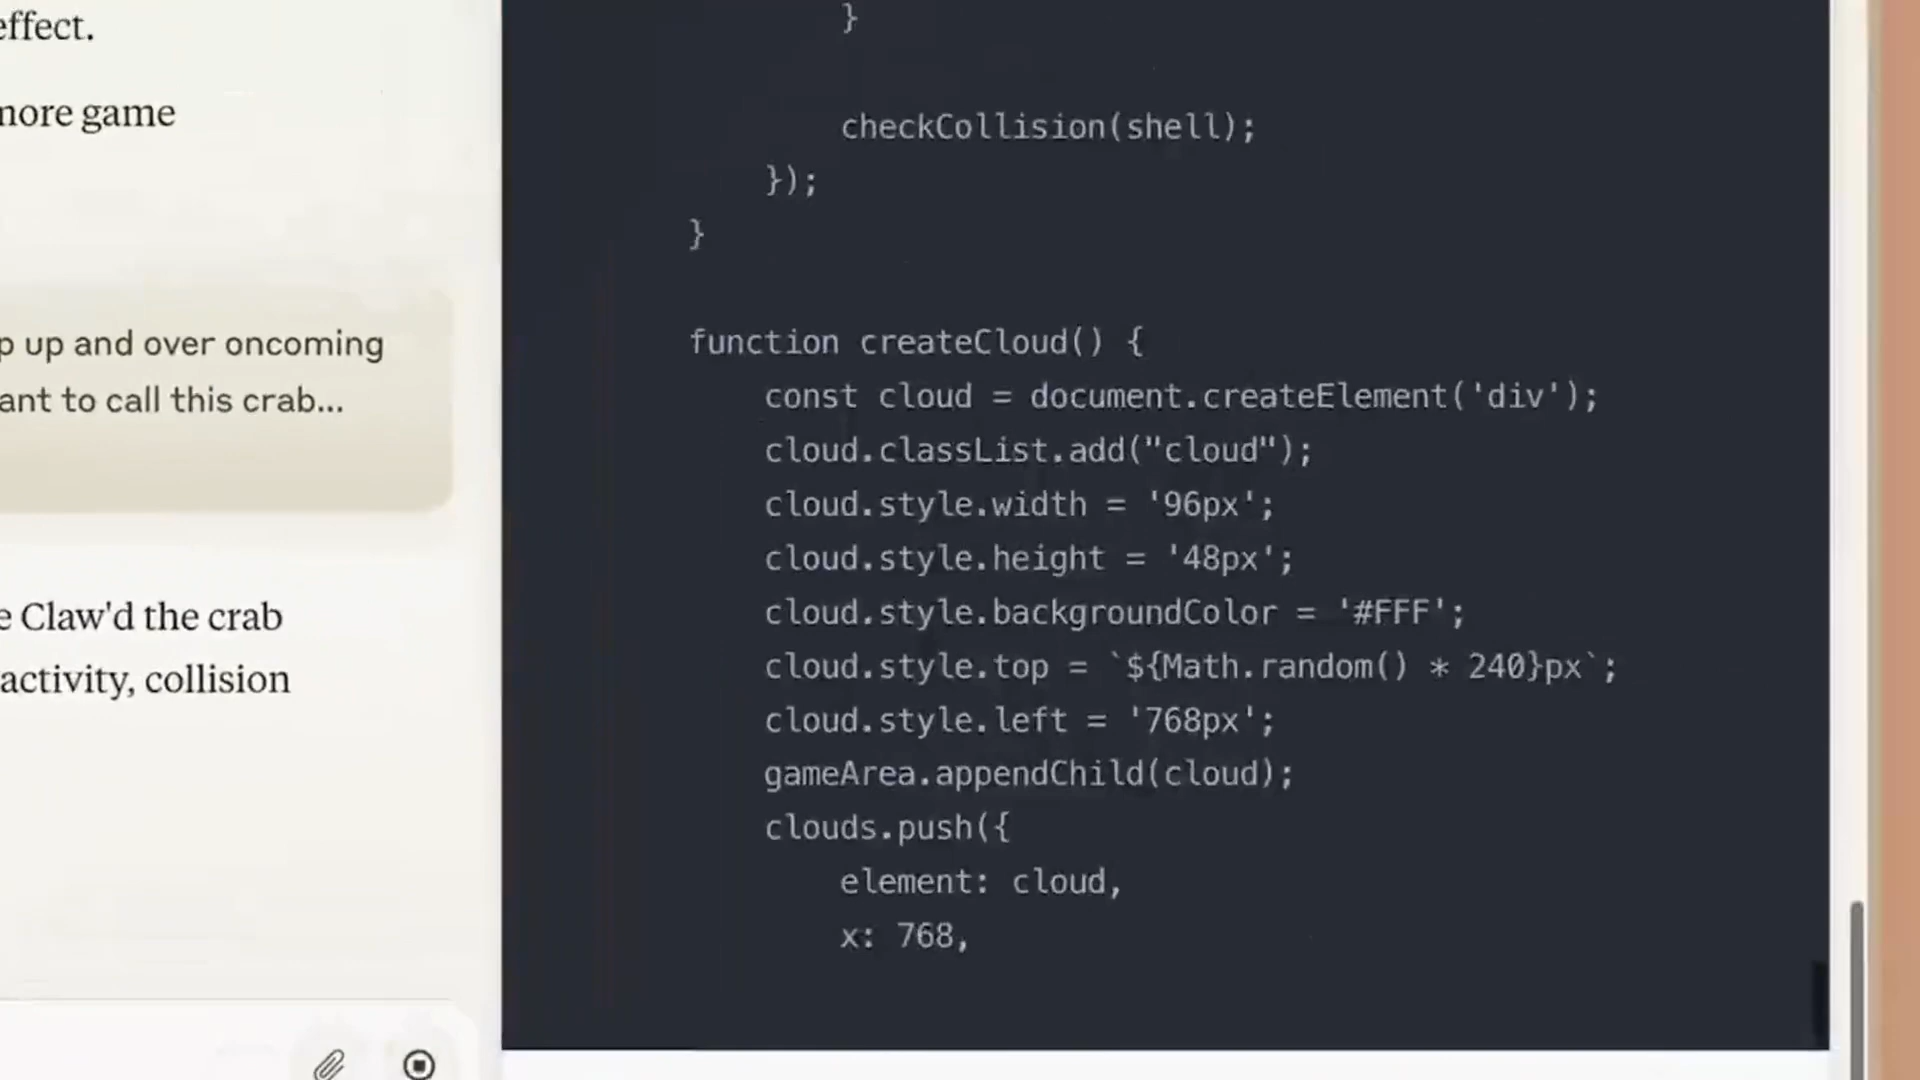 effect.
more game
p up and over oncoming
ant to call this crab...
e Claw'd the crab
activity, collision
}
checkCollision(shell);
});
}
function createCloud() {
const cloud = document.createElement('div');
cloud.classList.add("cloud");
cloud.style.width = '96px';
cloud.style.height = '48px';
cloud.style.backgroundColor = '#FFF';
cloud.style.top = `${Math.random() * 240}px`;
cloud.style.left = '768px';
gameArea.appendChild(cloud);
clouds.push({
element: cloud,
x: 768,